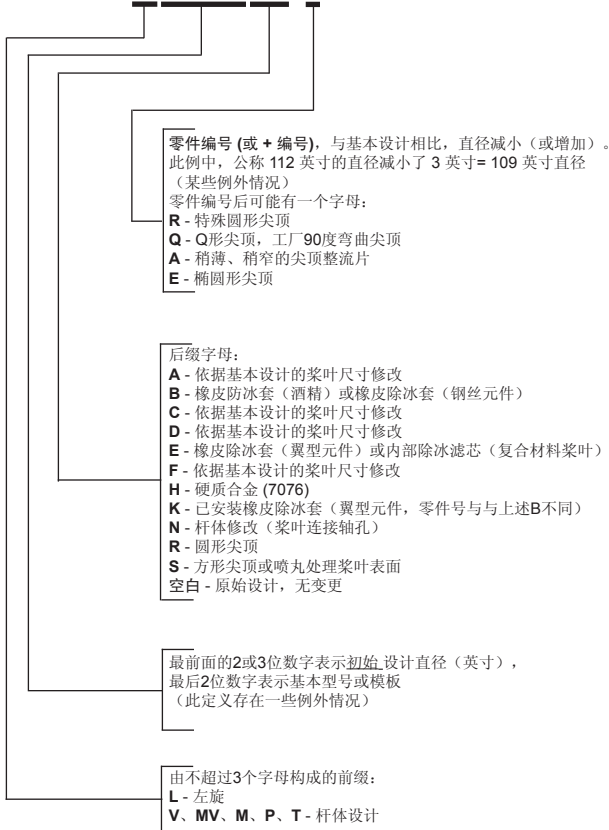 零件编号 (或 + 编号)，与基本设计相比，直径减小（或增加）。
此例中，公称 112 英寸的直径减小了 3 英寸= 109 英寸直径
（某些例外情况）
零件编号后可能有一个字母：
R - 特殊圆形尖顶
Q - Q形尖顶，工厂90度弯曲尖顶
A - 稍薄、稍窄的尖顶整流片
E - 椭圆形尖顶
后缀字母：
A - 依据基本设计的桨叶尺寸修改
B - 橡皮防冰套（酒精）或橡皮除冰套（钢丝元件）
C - 依据基本设计的桨叶尺寸修改
D - 依据基本设计的桨叶尺寸修改
E - 橡皮除冰套（翼型元件）或内部除冰滤芯（复合材料桨叶）
F - 依据基本设计的桨叶尺寸修改
H - 硬质合金 (7076)
K - 已安装橡皮除冰套（翼型元件，零件号与与上述B不同）
N - 杆体修改（桨叶连接轴孔）
R - 圆形尖顶
S - 方形尖顶或喷丸处理桨叶表面
空白 - 原始设计，无变更
最前面的2或3位数字表示初始 设计直径（英寸），
最后2位数字表示基本型号或模板
（此定义存在一些例外情况）
由不超过3个字母构成的前缀：
L - 左旋
V、MV、M、P、T - 杆体设计